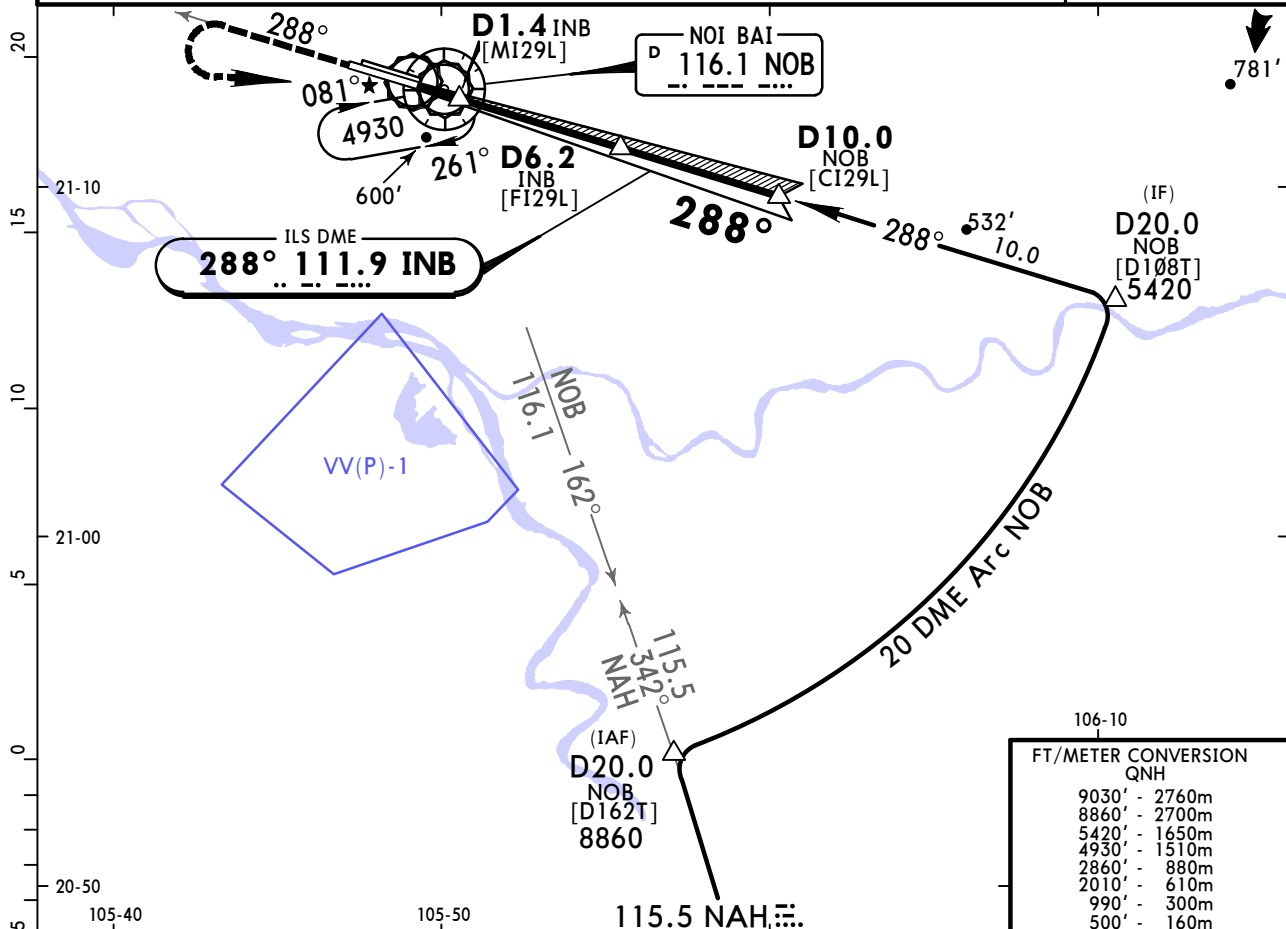 20
288°
D1.4 INB
[MI29L]
NOI BAI
D
116.1 NOB
781'
081°
4930
261°
600'
D6.2
INB
[FI29L]
D10.0
NOB
[CI29L]
288°
21-10
15
ILS DME
288° 111.9 INB
288°
532'
10.0
(IF)
D20.0
NOB
[D108T]
5420
10
NOB
116.1
162°
VV(P)-1
21-00
5
20 DME Arc NOB
115.5
342°
NAH
0
(IAF)
D20.0
NOB
[D162T]
8860
106-10
FT/METER CONVERSION
QNH
9030' - 2760m
8860' - 2700m
5420' - 1650m
4930' - 1510m
2860' - 880m
2010' - 610m
990' - 300m
500' - 160m
20-50
5
105-40
105-50
115.5 NAH